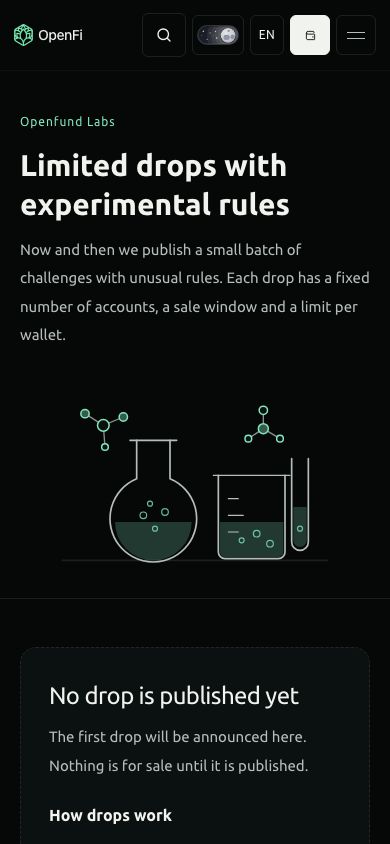 OpenFi
EN
Openfund Labs
Limited drops with
experimental rules
Now and then we publish a small batch of
challenges with unusual rules. Each drop has a fixed
number of accounts, a sale window and a limit per
wallet.
No drop is published yet
The first drop will be announced here.
Nothing is for sale until it is published.
How drops work